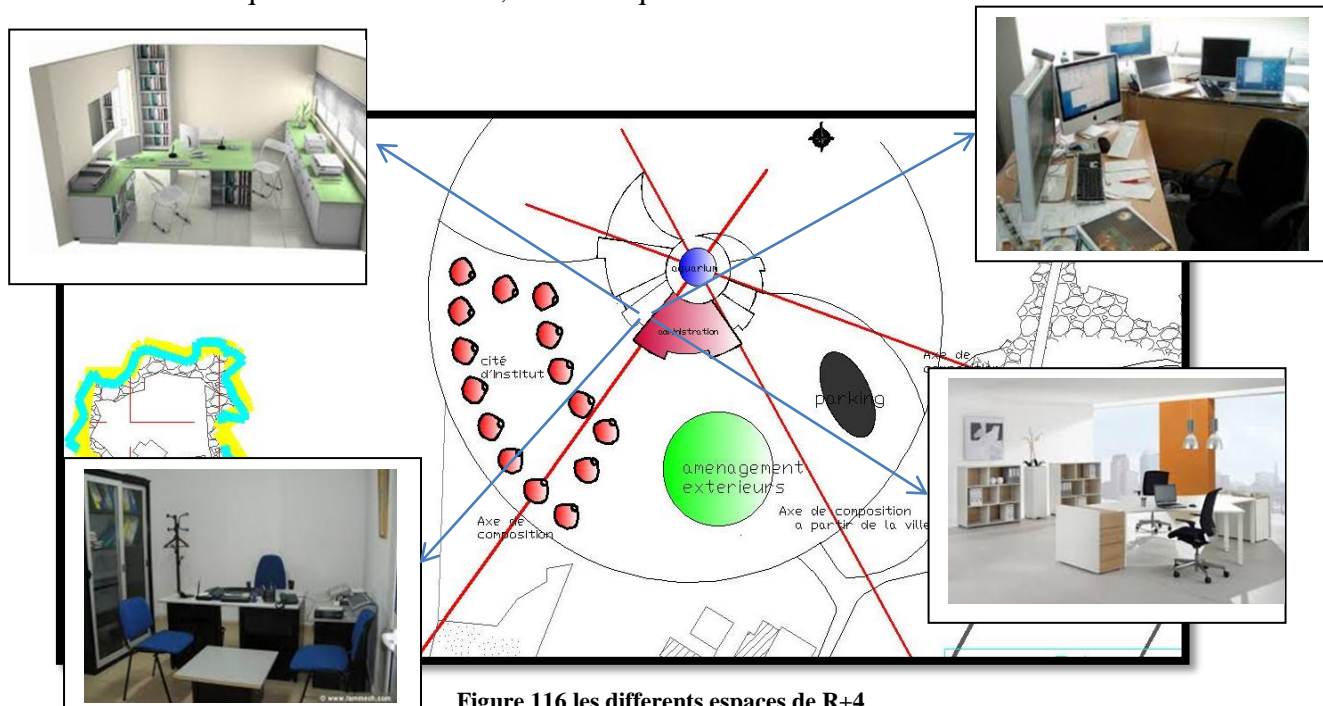 aquarium
administration
cité
d'institut
parking
Axe de
amenagement
exterieurs
Axe de
composition
Axe de composition
a partir de la ville
© www.fammech.com
Figure 116 les differents espaces de R+4